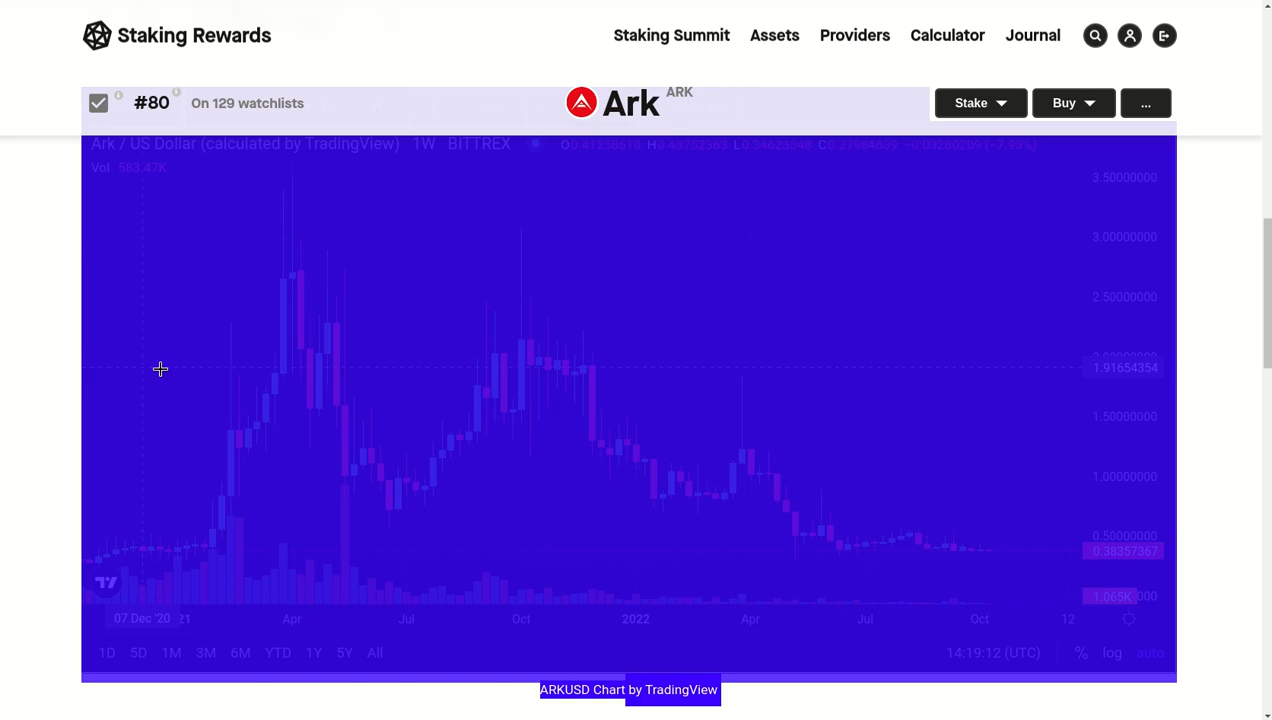 Staking Rewards
Staking Summit Assets Providers Calculator Journal
#80 On 129 watchlists
Ark ARK
Stake Buy ...
Ark / US Dollar (calculated by TradingView) 1W BITTREX
Vol 583.47K
3.50000000
3.00000000
2.50000000
1.91654354
1.50000000
1.00000000
0.50000000
0.38357367
1.065K
07 Dec '20 Apr Jul Oct 2022 Apr Jul Oct 12
1D 5D 1M 3M 6M YTD 1Y 5Y All 14:19:12 (UTC) % log auto
ARKUSD Chart by TradingView